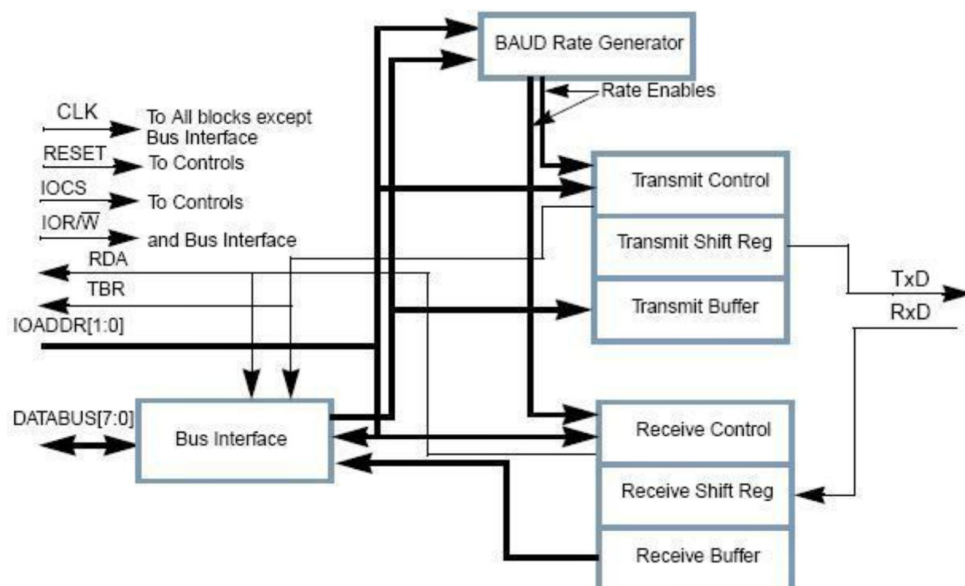 BAUD Rate Generator
Rate Enables
CLK
To All blocks except
Bus Interface
RESET
To Controls
IOCS
To Controls
IOR/W̅
and Bus Interface
RDA
TBR
IOADDR[1:0]
DATABUS[7:0]
Bus Interface
Transmit Control
Transmit Shift Reg
Transmit Buffer
TxD
RxD
Receive Control
Receive Shift Reg
Receive Buffer